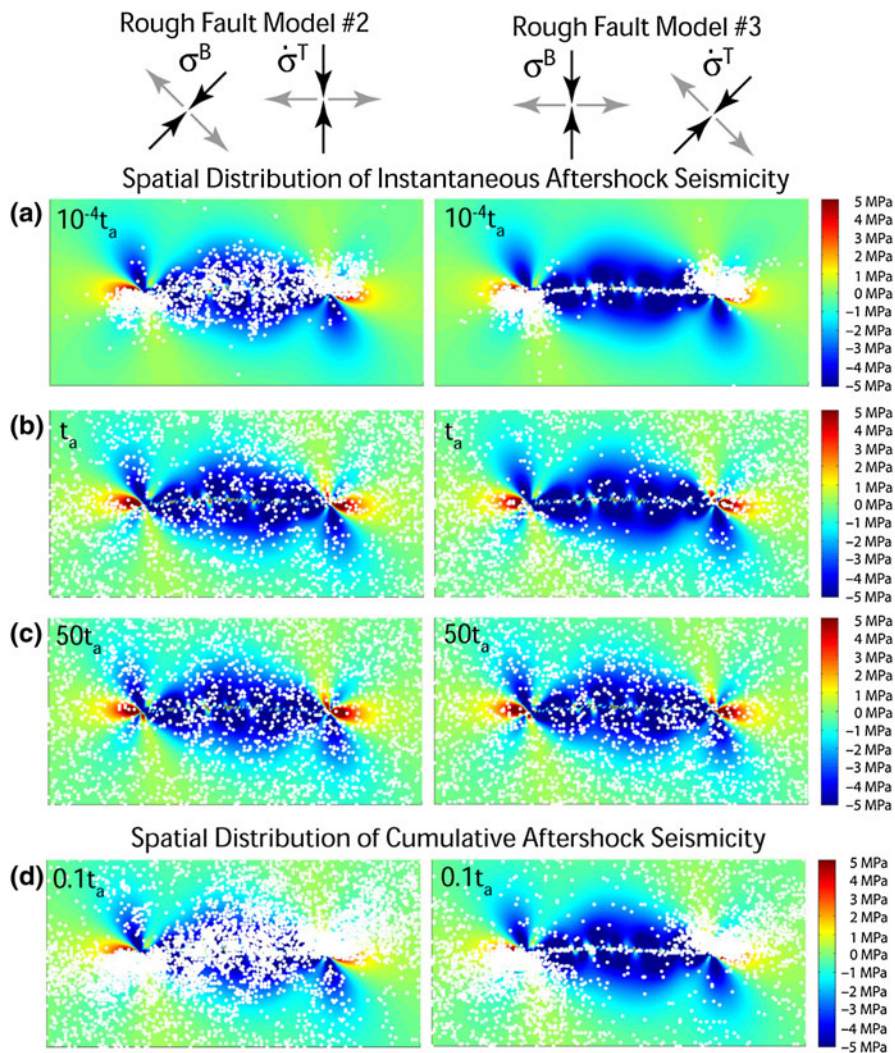 Rough Fault Model #2
Rough Fault Model #3
σᴮ
σ̇ᵀ
σᴮ
σ̇ᵀ
Spatial Distribution of Instantaneous Aftershock Seismicity
(a)
10⁻⁴tₐ
10⁻⁴tₐ
5 MPa
4 MPa
3 MPa
2 MPa
1 MPa
0 MPa
−1 MPa
−2 MPa
−3 MPa
−4 MPa
−5 MPa
(b)
tₐ
tₐ
5 MPa
4 MPa
3 MPa
2 MPa
1 MPa
0 MPa
−1 MPa
−2 MPa
−3 MPa
−4 MPa
−5 MPa
(c)
50tₐ
50tₐ
5 MPa
4 MPa
3 MPa
2 MPa
1 MPa
0 MPa
−1 MPa
−2 MPa
−3 MPa
−4 MPa
−5 MPa
Spatial Distribution of Cumulative Aftershock Seismicity
(d)
0.1tₐ
0.1tₐ
5 MPa
4 MPa
3 MPa
2 MPa
1 MPa
0 MPa
−1 MPa
−2 MPa
−3 MPa
−4 MPa
−5 MPa